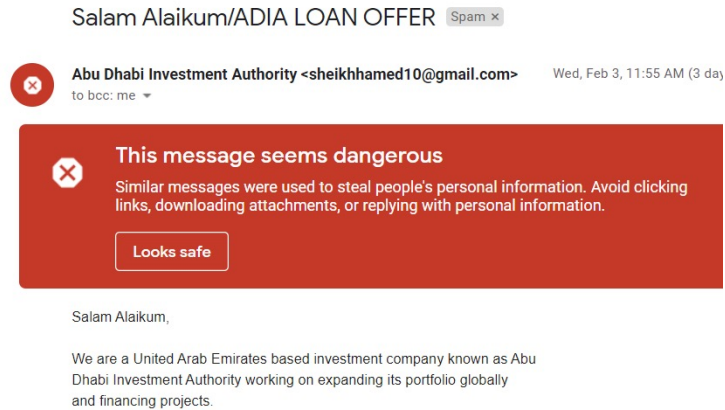 Salam Alaikum/ADIA LOAN OFFER Spam ×
Abu Dhabi Investment Authority <sheikhhamed10@gmail.com> Wed, Feb 3, 11:55 AM (3 day
to bcc: me
This message seems dangerous
Similar messages were used to steal people's personal information. Avoid clicking
links, downloading attachments, or replying with personal information.
Looks safe
Salam Alaikum,
We are a United Arab Emirates based investment company known as Abu
Dhabi Investment Authority working on expanding its portfolio globally
and financing projects.